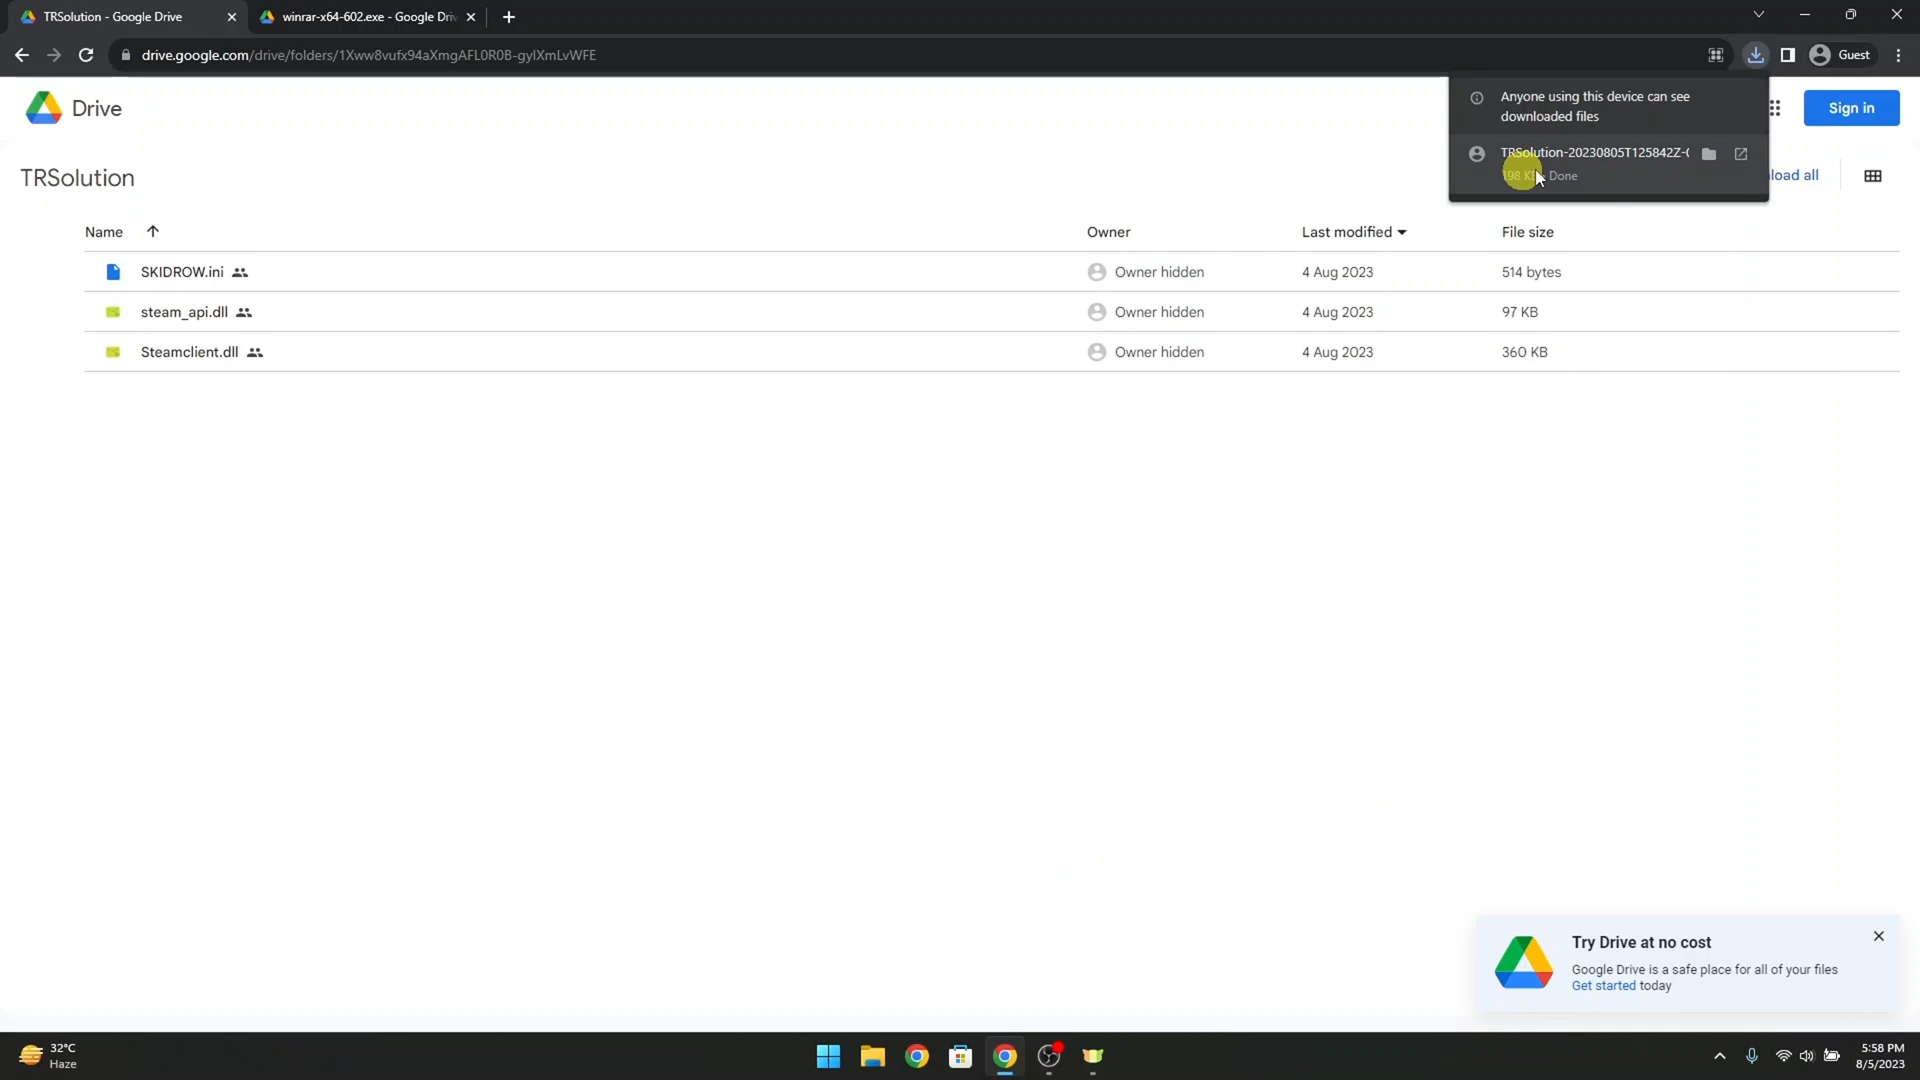 TRSolution - Google Drive
winrar-x64-602.exe - Google Dri
drive.google.com/drive/folders/1Xww8vufx94aXmgAFL0R0B-gyIXmLvWFE
Guest
Drive
Anyone using this device can see
downloaded files
Sign in
TRSolution-20230805T125842Z-(
198 KB Done
TRSolution
load all
Name
Owner
Last modified
File size
SKIDROW.ini
Owner hidden
4 Aug 2023
514 bytes
steam_api.dll
Owner hidden
4 Aug 2023
97 KB
Steamclient.dll
Owner hidden
4 Aug 2023
360 KB
Try Drive at no cost
Google Drive is a safe place for all of your files
Get started today
32°C
Haze
5:58 PM
8/5/2023